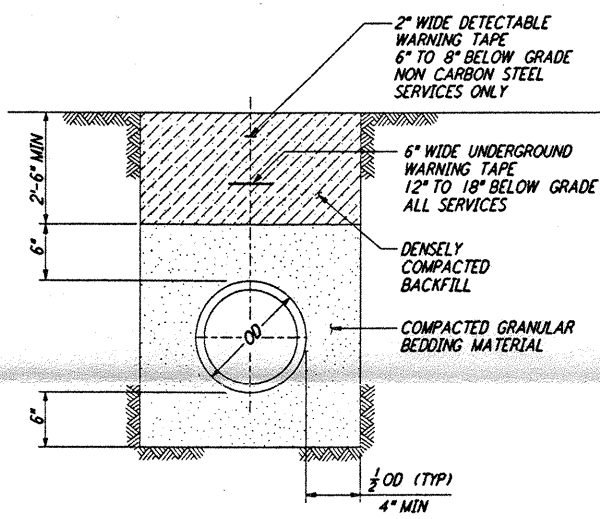 2" WIDE DETECTABLE
WARNING TAPE
6" TO 8" BELOW GRADE
NON CARBON STEEL
SERVICES ONLY
6" WIDE UNDERGROUND
WARNING TAPE
12" TO 18" BELOW GRADE
ALL SERVICES
DENSELY
COMPACTED
BACKFILL
COMPACTED GRANULAR
BEDDING MATERIAL
2'-6" MIN
6"
OD
6"
1/2 OD (TYP)
4" MIN